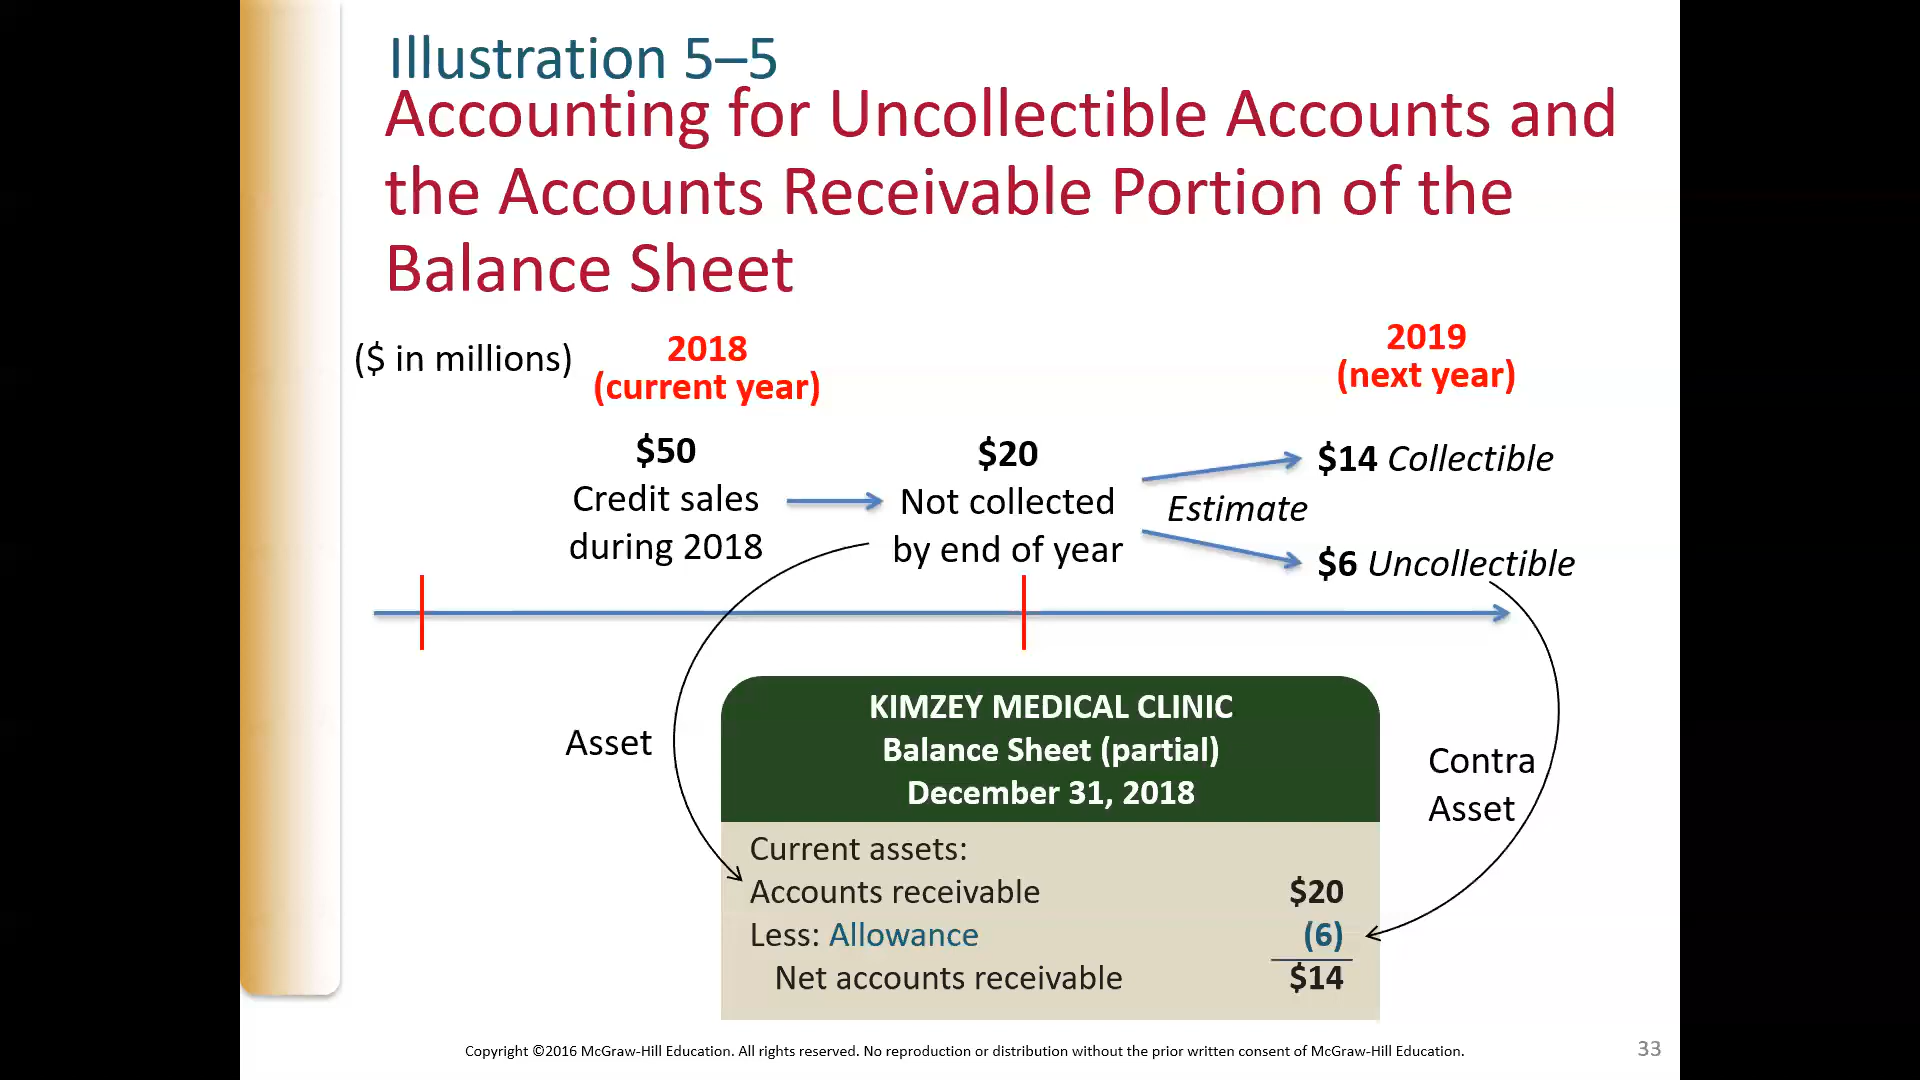 Illustration 5–5
Accounting for Uncollectible Accounts and
the Accounts Receivable Portion of the
Balance Sheet
($ in millions)
2018
(current year)
2019
(next year)
$50
Credit sales
during 2018
$20
Not collected
by end of year
Estimate
$14 Collectible
$6 Uncollectible
Asset
Contra
Asset
KIMZEY MEDICAL CLINIC
Balance Sheet (partial)
December 31, 2018
Current assets:
Accounts receivable $20
Less: Allowance (6)
Net accounts receivable $14
Copyright ©2016 McGraw-Hill Education. All rights reserved. No reproduction or distribution without the prior written consent of McGraw-Hill Education.
33